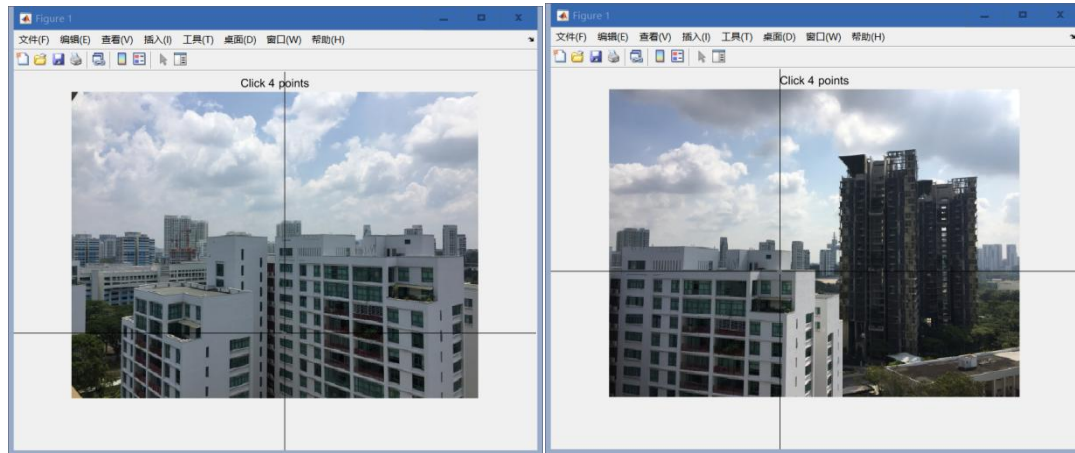 Figure 1
文件(F) 编辑(E) 查看(V) 插入(I) 工具(T) 桌面(D) 窗口(W) 帮助(H)
Click 4 points
Figure 1
文件(F) 编辑(E) 查看(V) 插入(I) 工具(T) 桌面(D) 窗口(W) 帮助(H)
Click 4 points